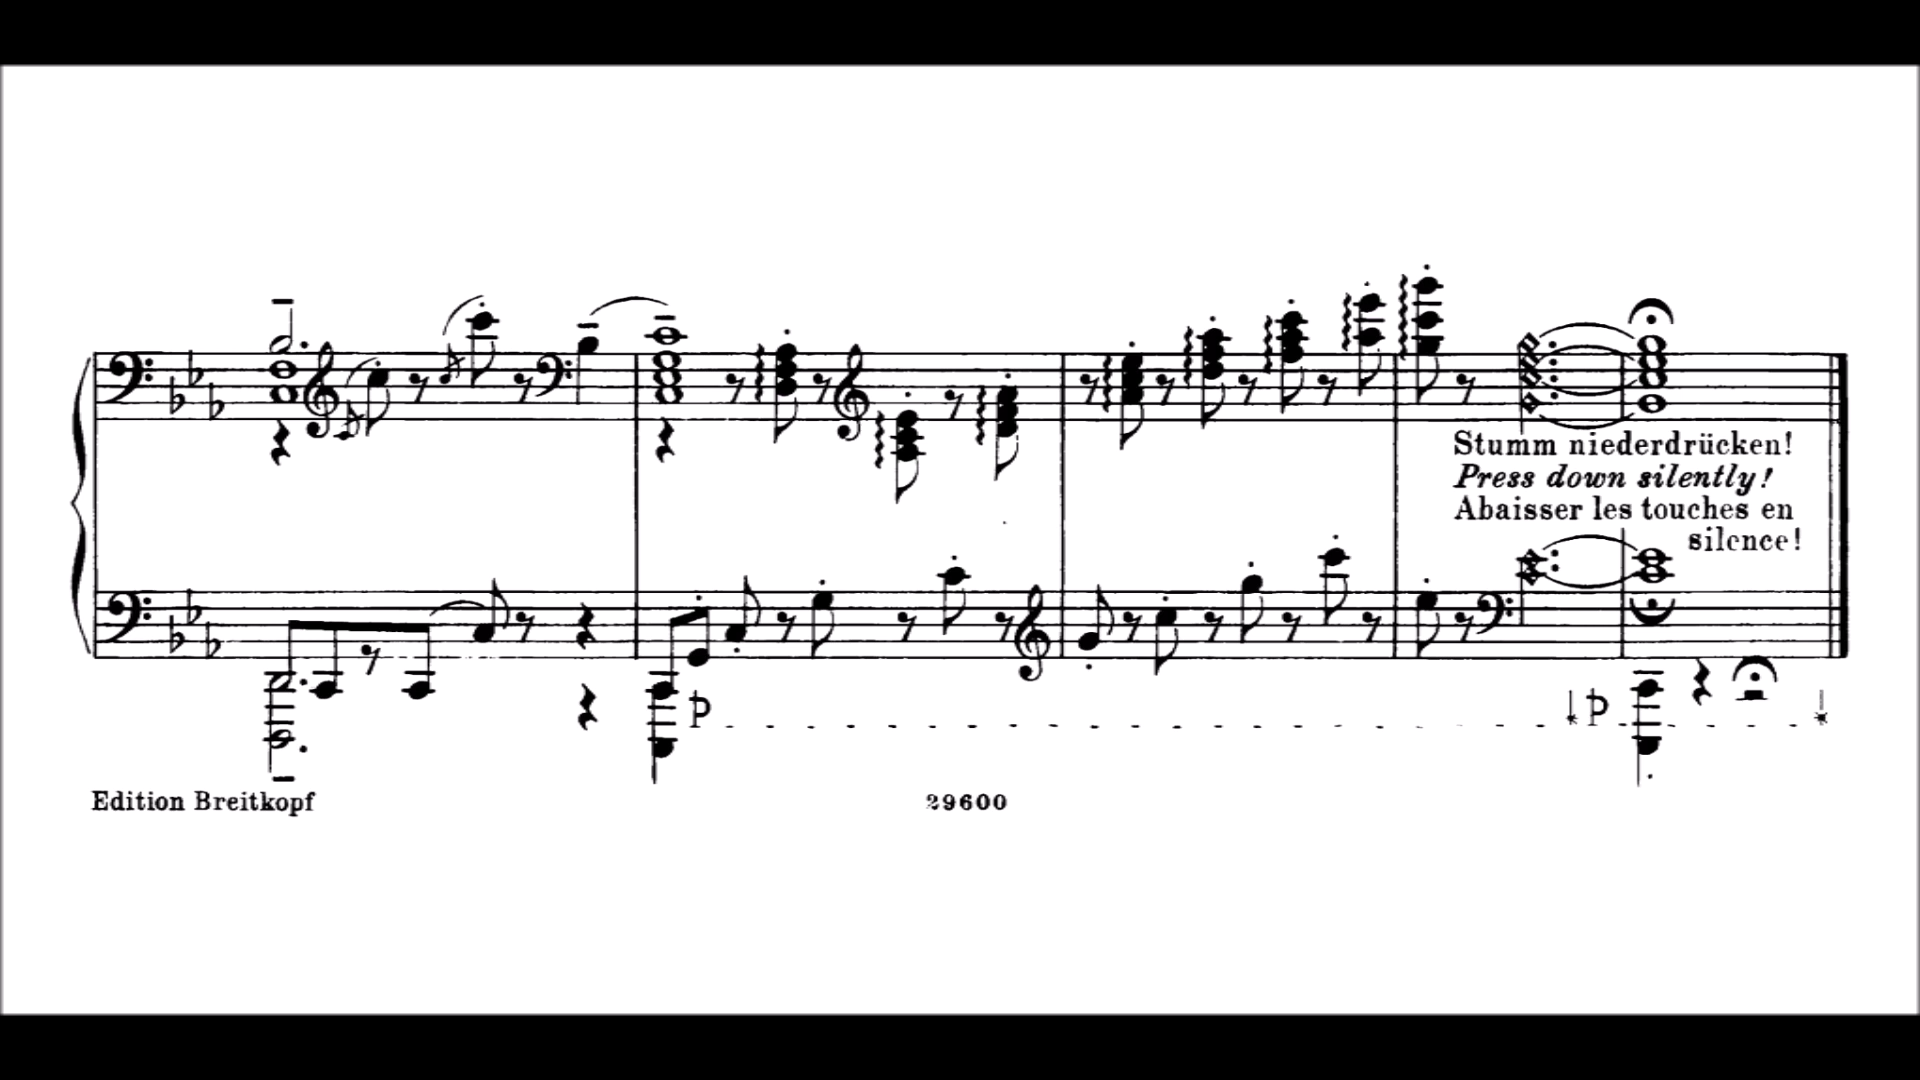 Stumm niederdrücken!
Press down silently!
Abaisser les touches en
silence!
P
P
Edition Breitkopf
29600